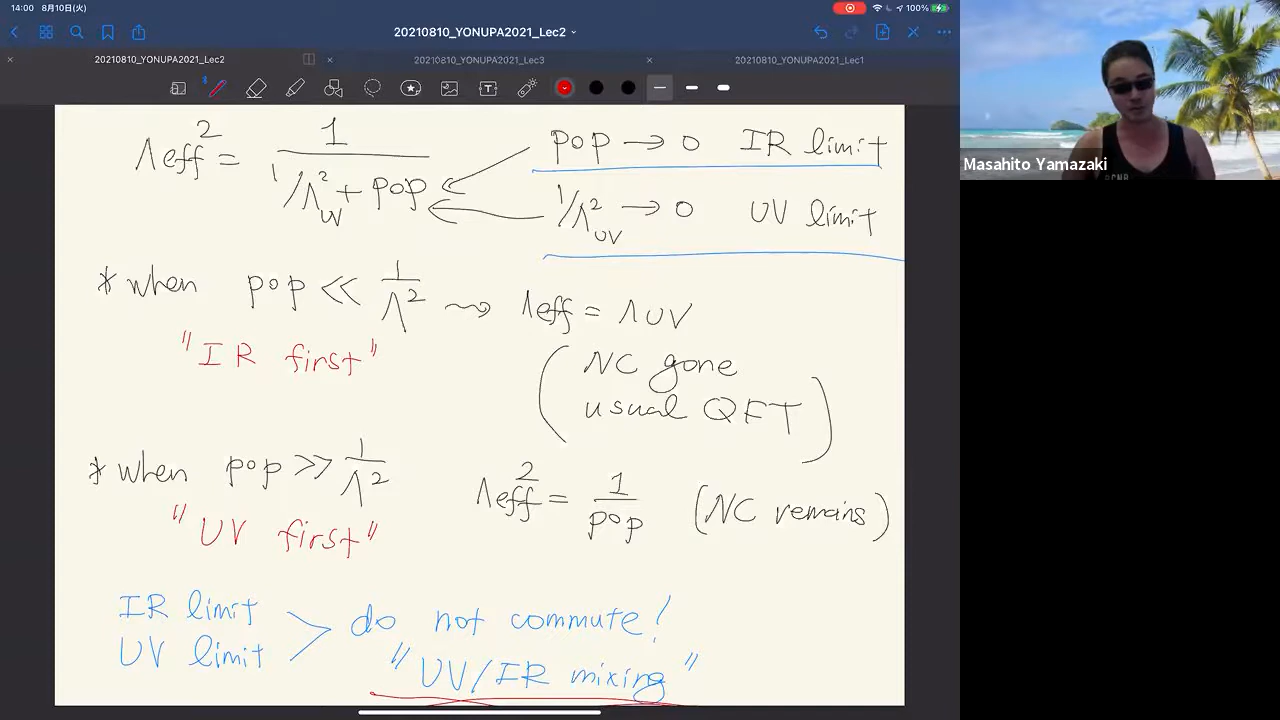 14:00 8月10日(火)
100%
20210810_YONUPA2021_Lec2
20210810_YONUPA2021_Lec2
20210810_YONUPA2021_Lec3
20210810_YONUPA2021_Lec1
Masahito Yamazaki
Λeff² = 1 / (1/Λ²UV + p∘p)
p∘p → 0 IR limit
1/Λ²UV → 0 UV limit
* when p∘p ≪ 1/Λ² ⇝ Λeff = ΛUV
"IR first"
( NC gone
usual QFT )
* when p∘p ≫ 1/Λ²
Λeff² = 1/p∘p (NC remains)
"UV first"
IR limit
UV limit
> do not commute!
"UV/IR mixing"